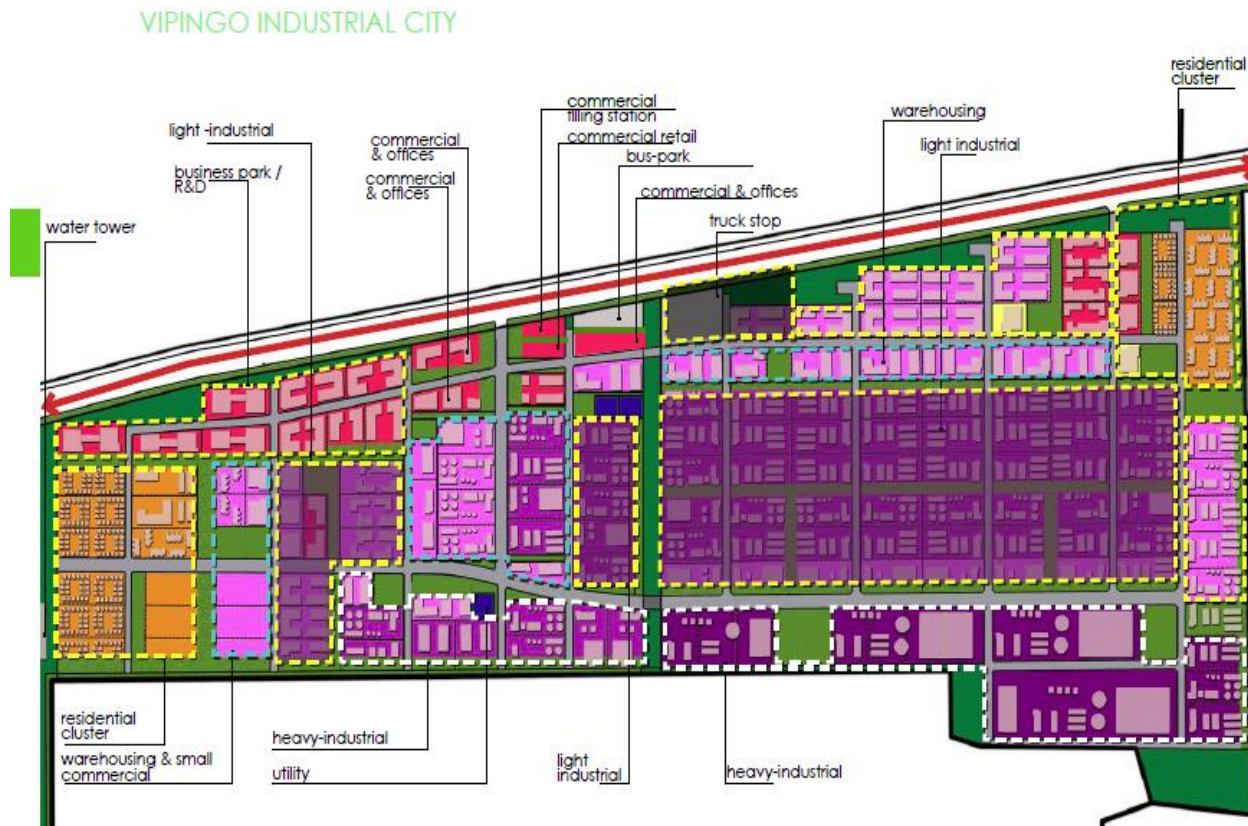 VIPINGO INDUSTRIAL CITY
residential
cluster
commercial
filling station
warehousing
light -industrial
commercial
& offices
commercial retail
light industrial
bus-park
business park /
R&D
commercial
& offices
commercial & offices
truck stop
water tower
residential
cluster
heavy-industrial
warehousing & small
commercial
utility
light
industrial
heavy-industrial